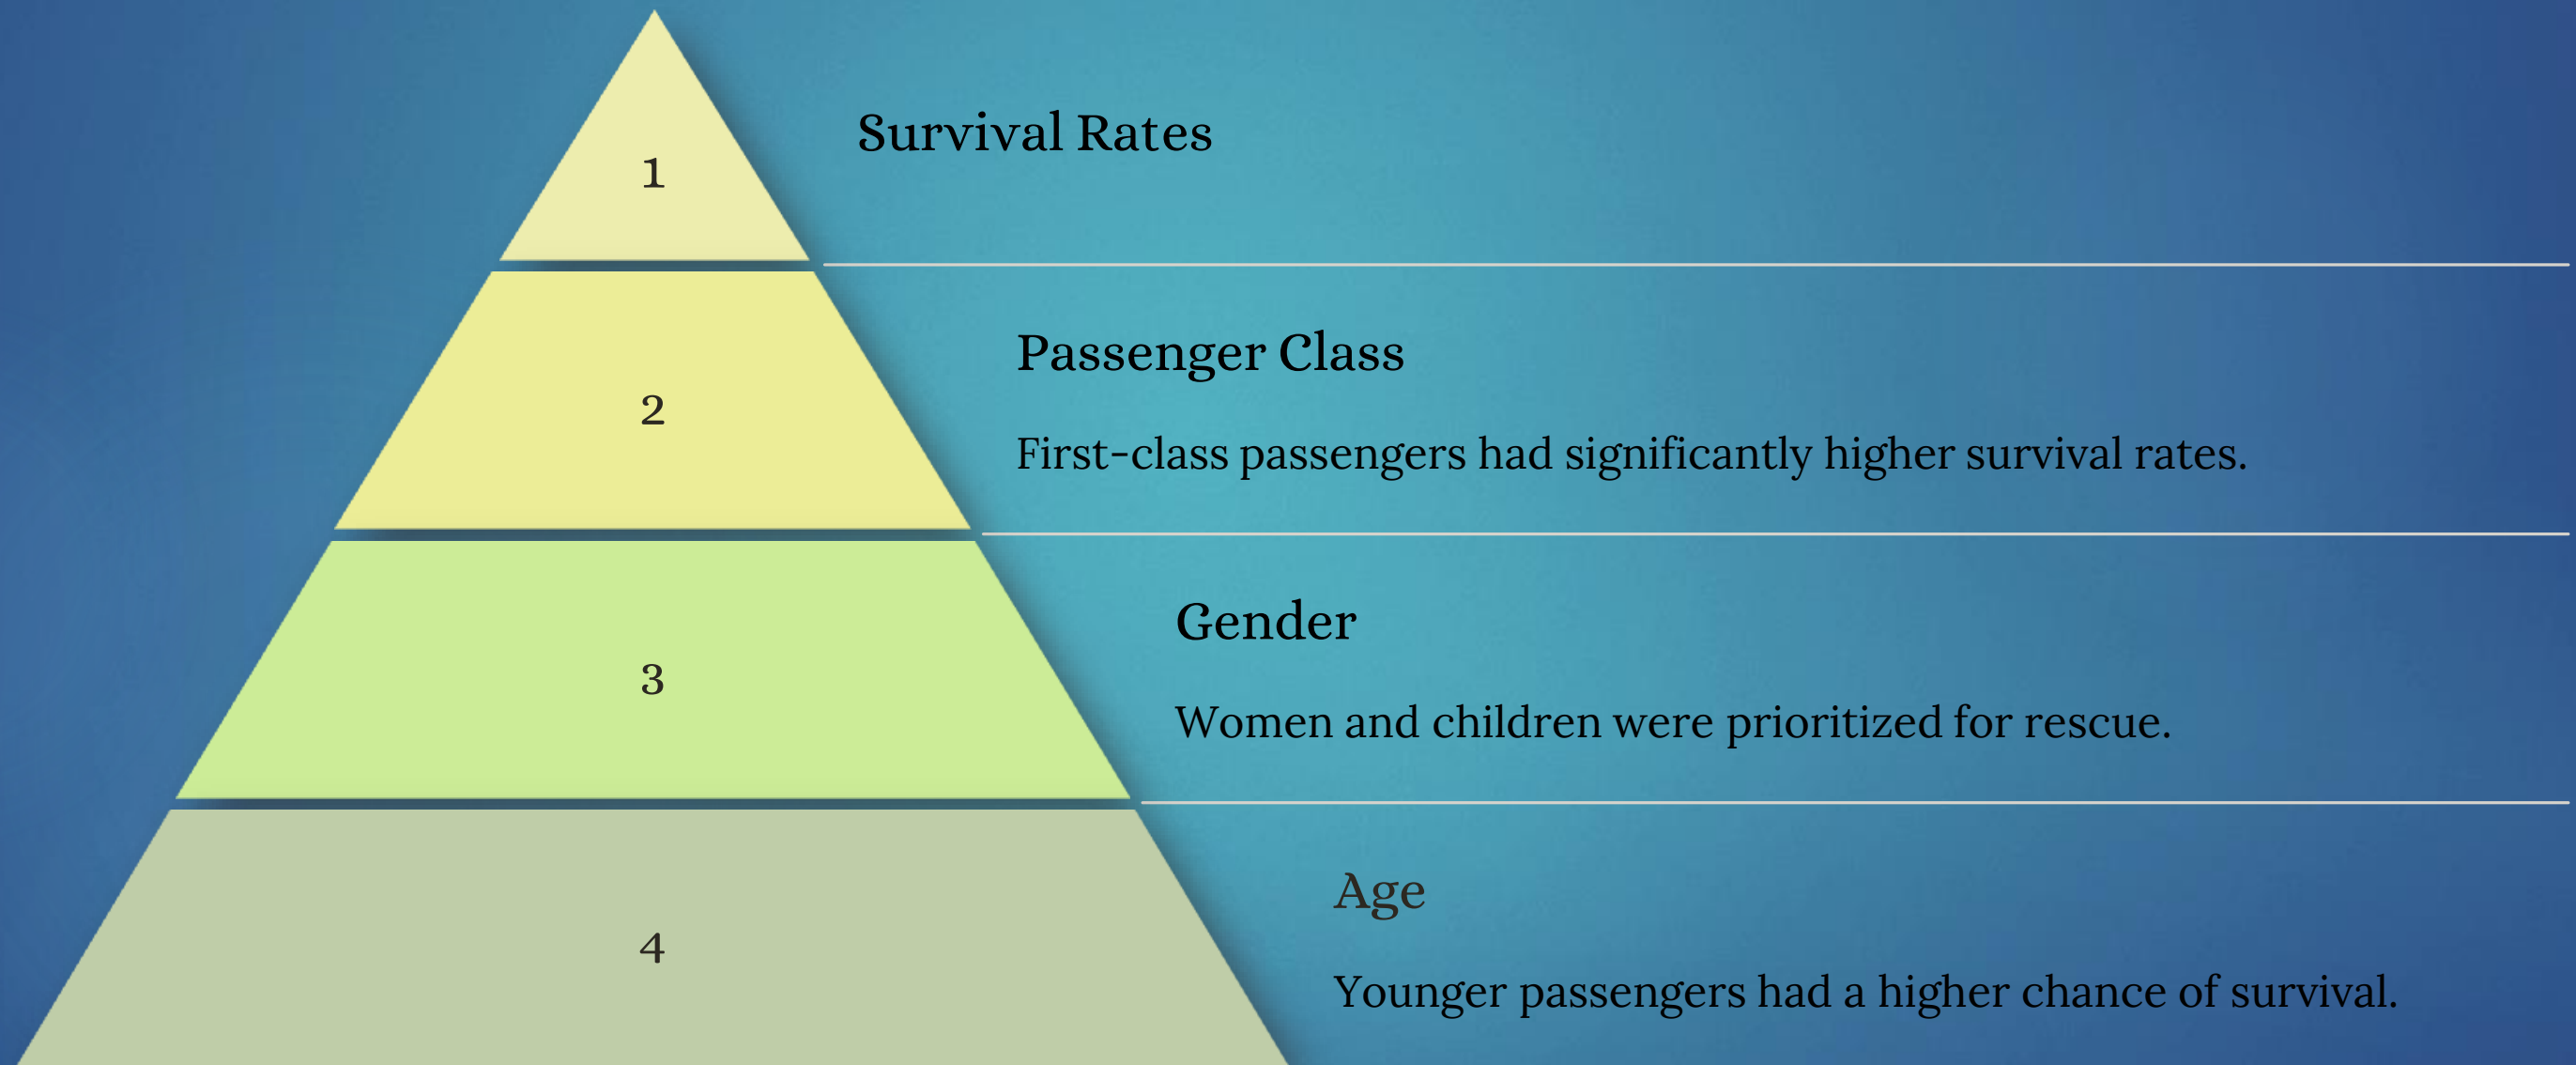 1
Survival Rates
2
Passenger Class
First-class passengers had significantly higher survival rates.
3
Gender
Women and children were prioritized for rescue.
4
Age
Younger passengers had a higher chance of survival.